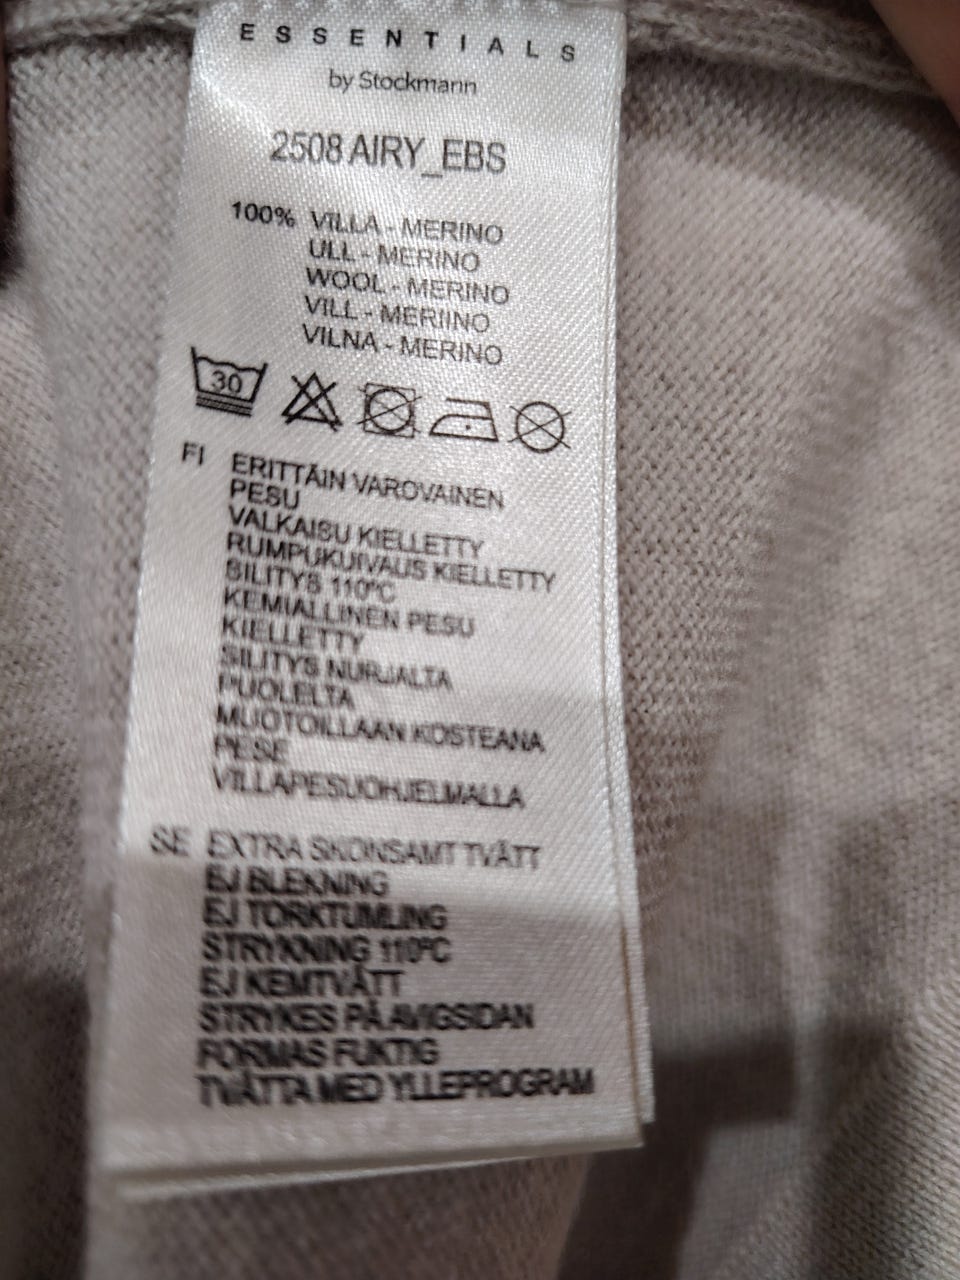 ESSENTIALS
by Stockmann
2508 AIRY_EBS
100% VILLA - MERINO
ULL - MERINO
WOOL - MERINO
VILL - MERIINO
VILNA - MERINO
30
FI ERITTÄIN VAROVAINEN
PESU
VALKAISU KIELLETTY
RUMPUKUIVAUS KIELLETTY
SILITYS 110ºC
KEMIALLINEN PESU
KIELLETTY
SILITYS NURJALTA
PUOLELTA
MUOTOILLAAN KOSTEANA
PESE
VILLAPESUOHJELMALLA
SE EXTRA SKONSAMT TVÄTT
EJ BLEKNING
EJ TORKTUMLING
STRYKNING 110ºC
EJ KEMTVÄTT
STRYKES PÅ AVIGSIDAN
FORMAS FUKTIG
TVÄTTA MED YLLEPROGRAM